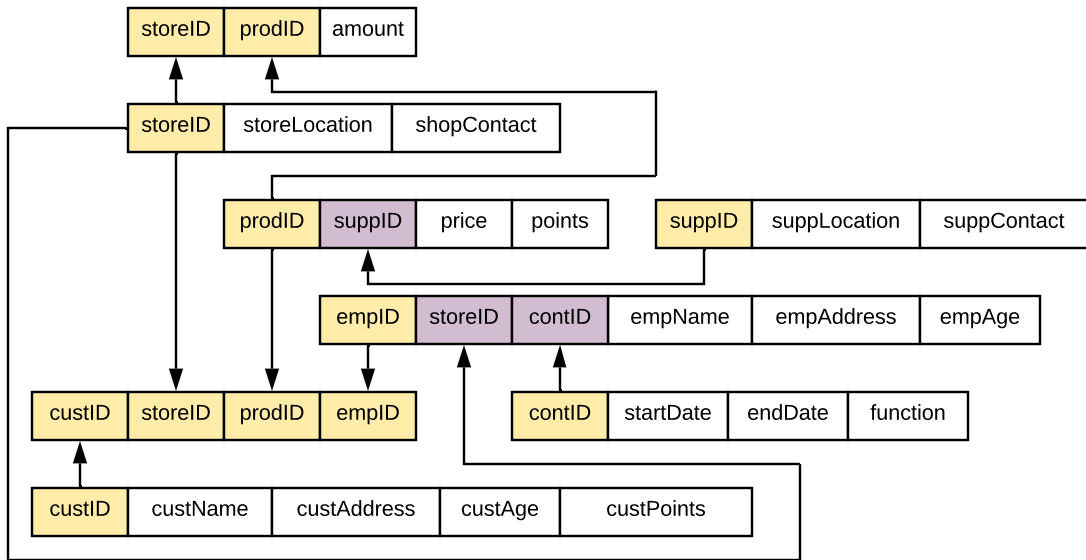 storeID prodID amount
storeID storeLocation shopContact
prodID suppID price points
suppID suppLocation suppContact
empID storeID contID empName empAddress empAge
custID storeID prodID empID
contID startDate endDate function
custID custName custAddress custAge custPoints